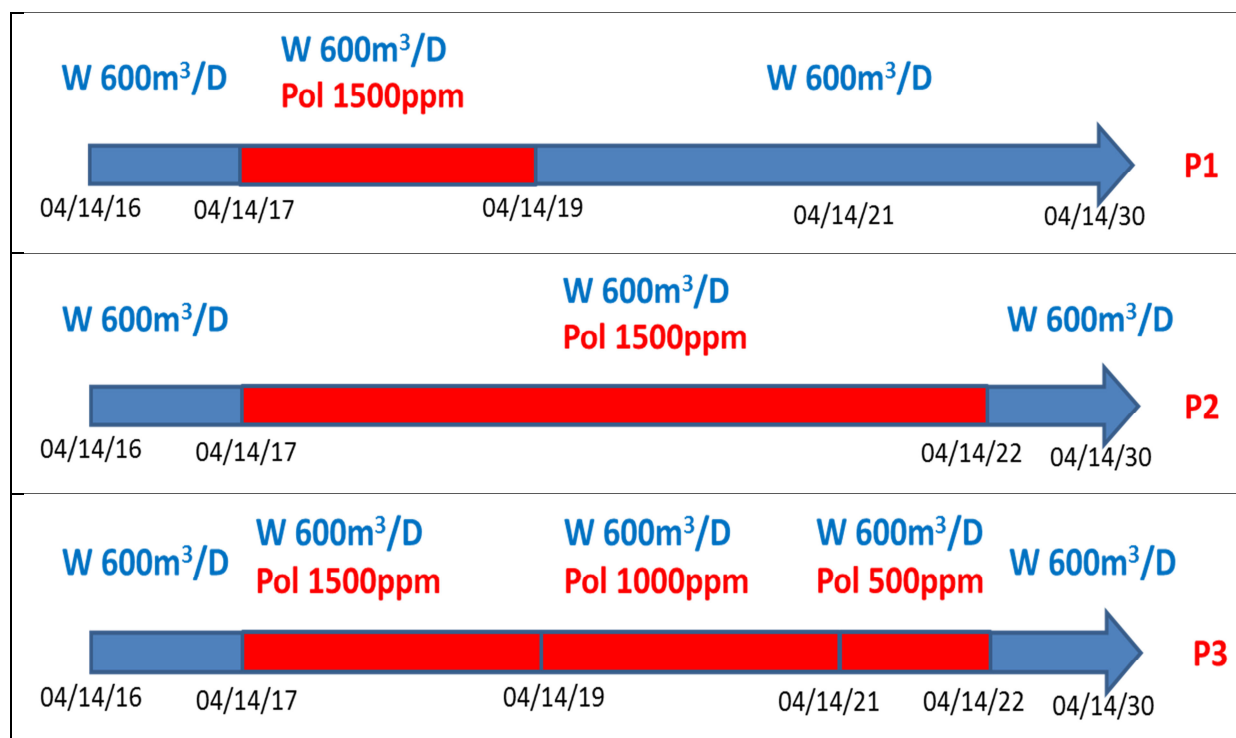 W 600m³/D
W 600m³/D
Pol 1500ppm
W 600m³/D
P1
04/14/16
04/14/17
04/14/19
04/14/21
04/14/30
W 600m³/D
W 600m³/D
Pol 1500ppm
W 600m³/D
P2
04/14/16
04/14/17
04/14/22
04/14/30
W 600m³/D
W 600m³/D
Pol 1500ppm
W 600m³/D
Pol 1000ppm
W 600m³/D
Pol 500ppm
W 600m³/D
P3
04/14/16
04/14/17
04/14/19
04/14/21
04/14/22
04/14/30